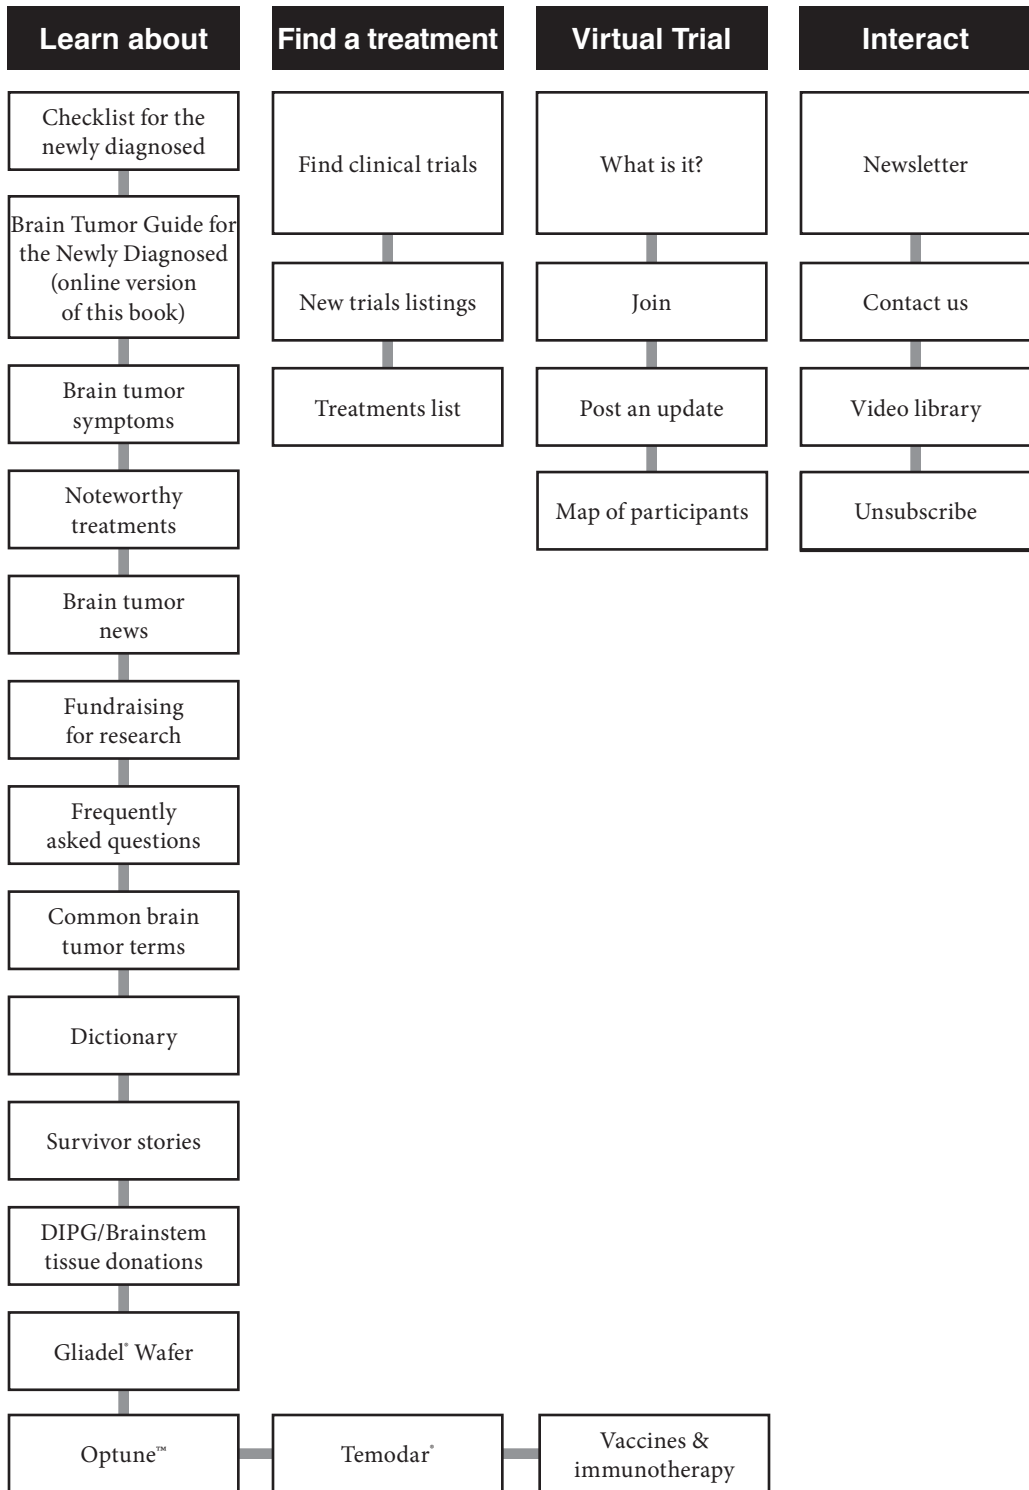 Learn about
Checklist for the
newly diagnosed
Brain Tumor Guide for
the Newly Diagnosed
(online version
of this book)
Brain tumor
symptoms
Noteworthy
treatments
Brain tumor
news
Fundraising
for research
Frequently
asked questions
Common brain
tumor terms
Dictionary
Survivor stories
DIPG/Brainstem
tissue donations
Gliadel® Wafer
Optune™
Temodar®
Vaccines &
immunotherapy
Find a treatment
Find clinical trials
New trials listings
Treatments list
Virtual Trial
What is it?
Join
Post an update
Map of participants
Interact
Newsletter
Contact us
Video library
Unsubscribe